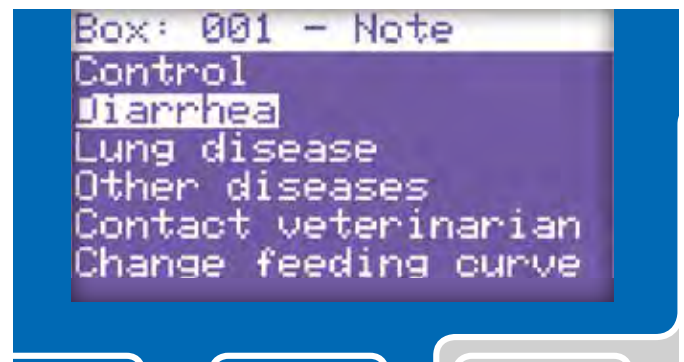 Box: 001 - Note
Control
Diarrhea
Lung disease
Other diseases
Contact veterinarian
Change feeding curve